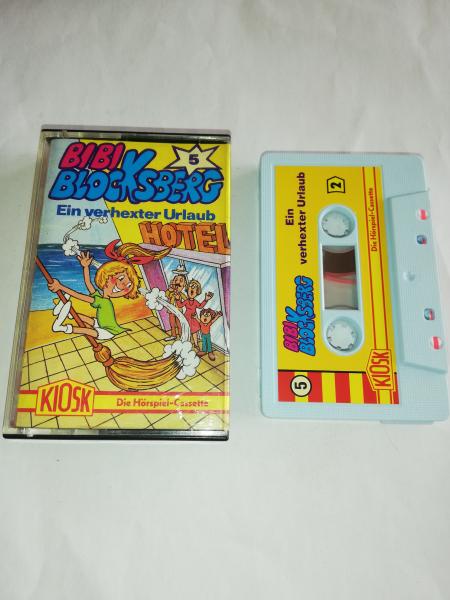 BIBI
BLOCKSBERG
5
Ein verhexter Urlaub
HOTEL
KIOSK
Die Hörspiel-Cassette
5
BIBI
BLOCKSBERG
Ein
verhexter Urlaub
2
KIOSK
Die Hörspiel-Cassette